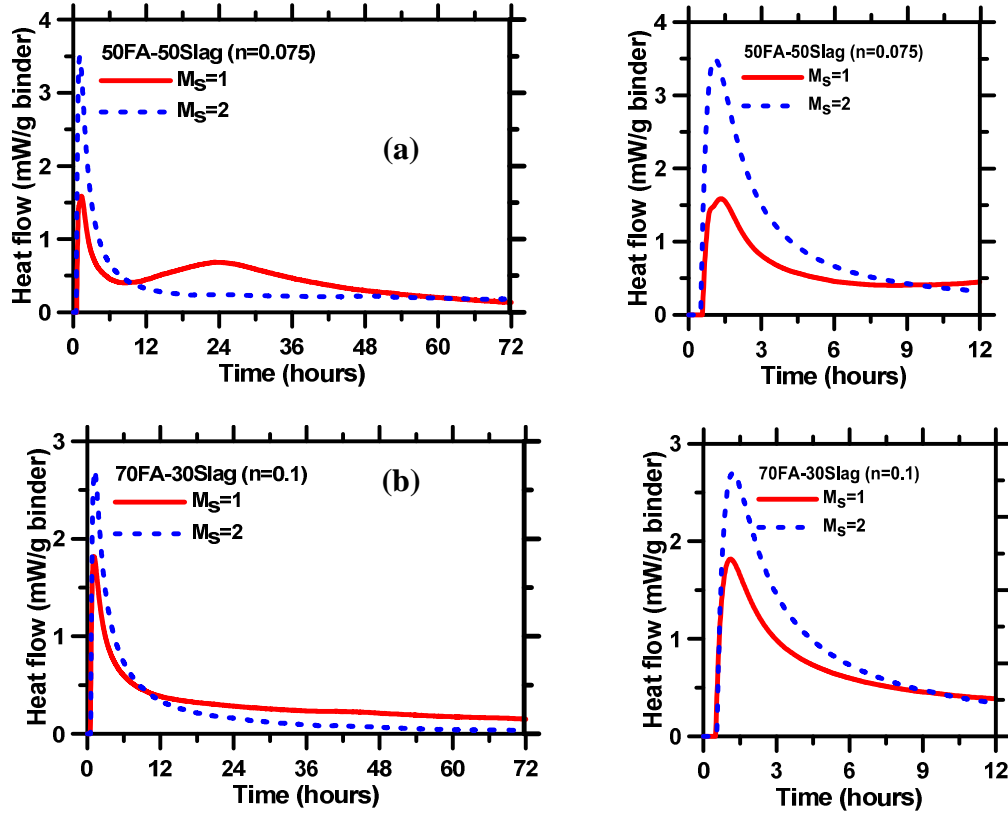 4
3
2
1
0
Heat flow (mW/g binder)
50FA-50Slag (n=0.075)
Ms=1
Ms=2
(a)
0 12 24 36 48 60 72
Time (hours)
4
3
2
1
0
Heat flow (mW/g binder)
50FA-50Slag (n=0.075)
Ms=1
Ms=2
0 3 6 9 12
Time (hours)
3
2
1
0
Heat flow (mW/g binder)
70FA-30Slag (n=0.1)
Ms=1
Ms=2
(b)
0 12 24 36 48 60 72
Time (hours)
3
2
1
0
Heat flow (mW/g binder)
70FA-30Slag (n=0.1)
Ms=1
Ms=2
0 3 6 9 12
Time (hours)